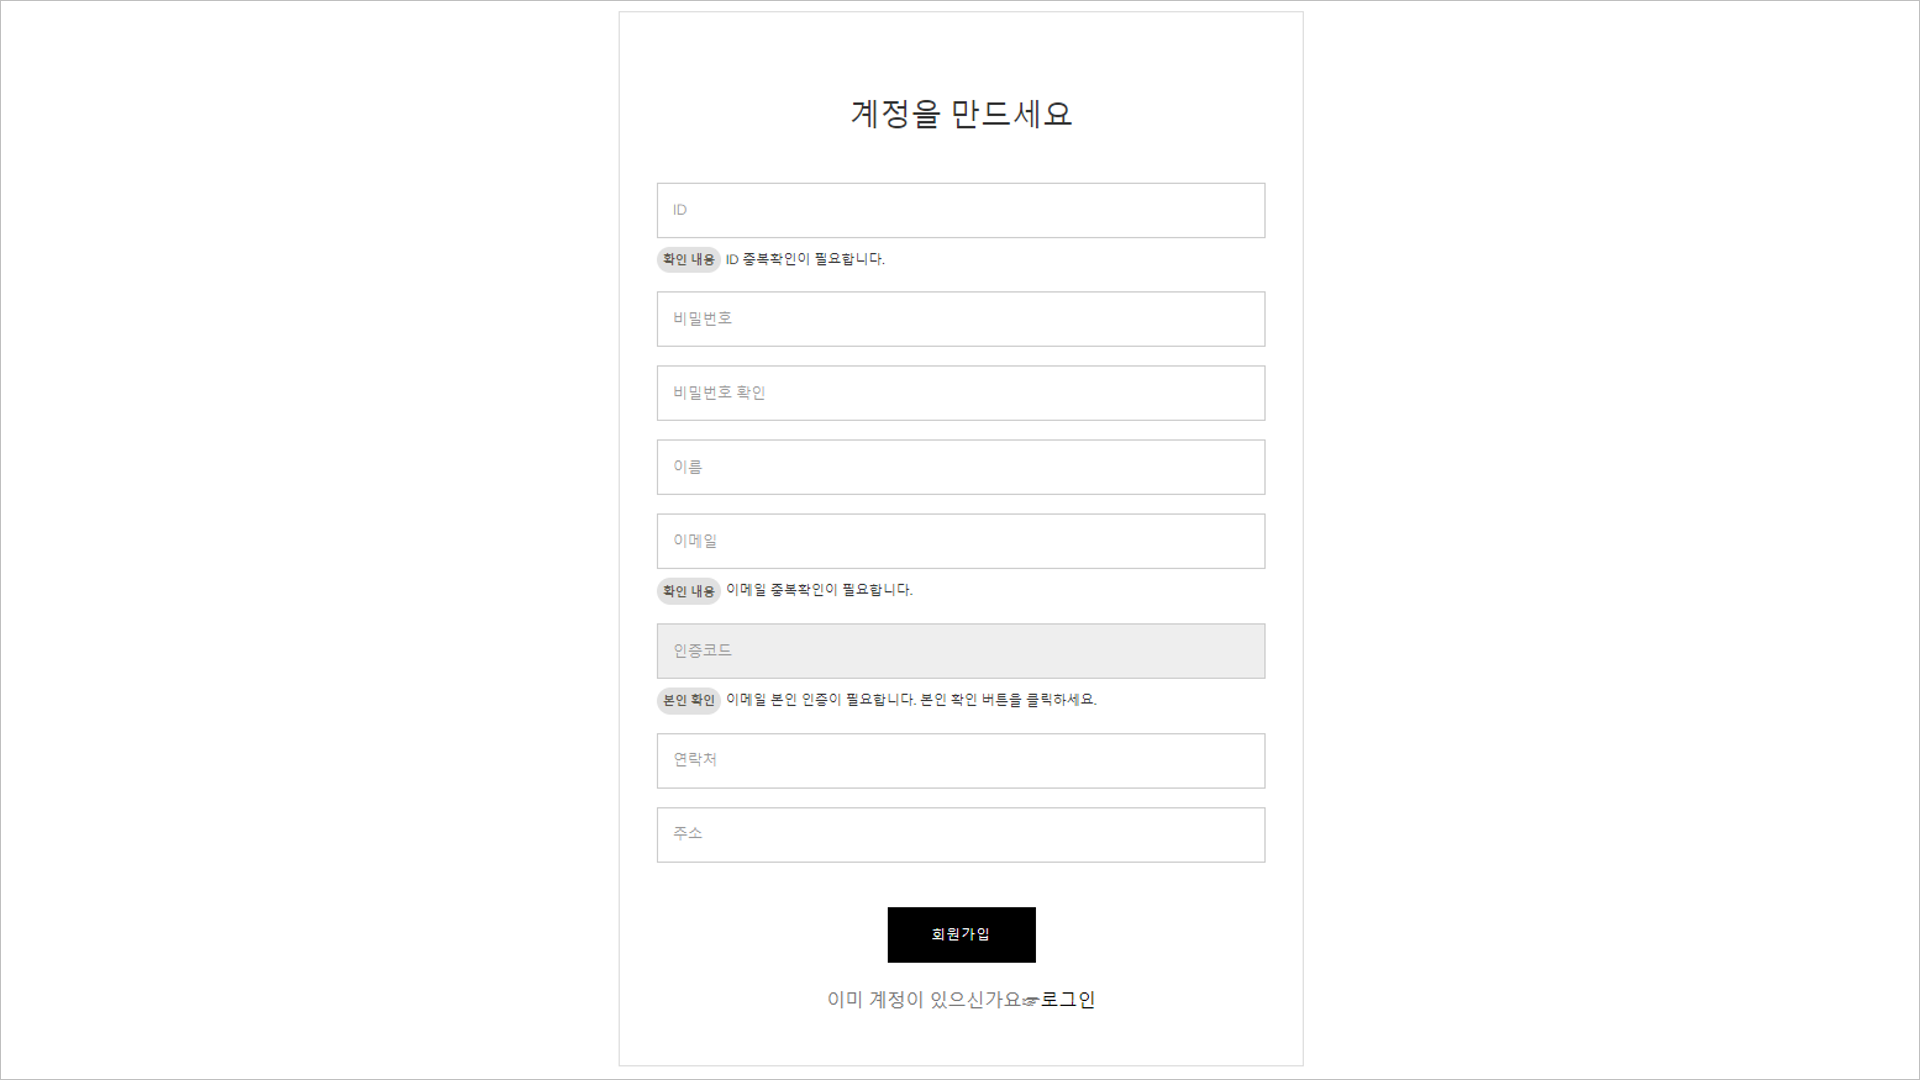 계정을 만드세요
ID
확인 내용 ID 중복확인이 필요합니다.
비밀번호
비밀번호 확인
이름
이메일
확인 내용 이메일 중복확인이 필요합니다.
인증코드
본인 확인 이메일 본인 인증이 필요합니다. 본인 확인 버튼을 클릭하세요.
연락처
주소
회원가입
이미 계정이 있으신가요☞로그인